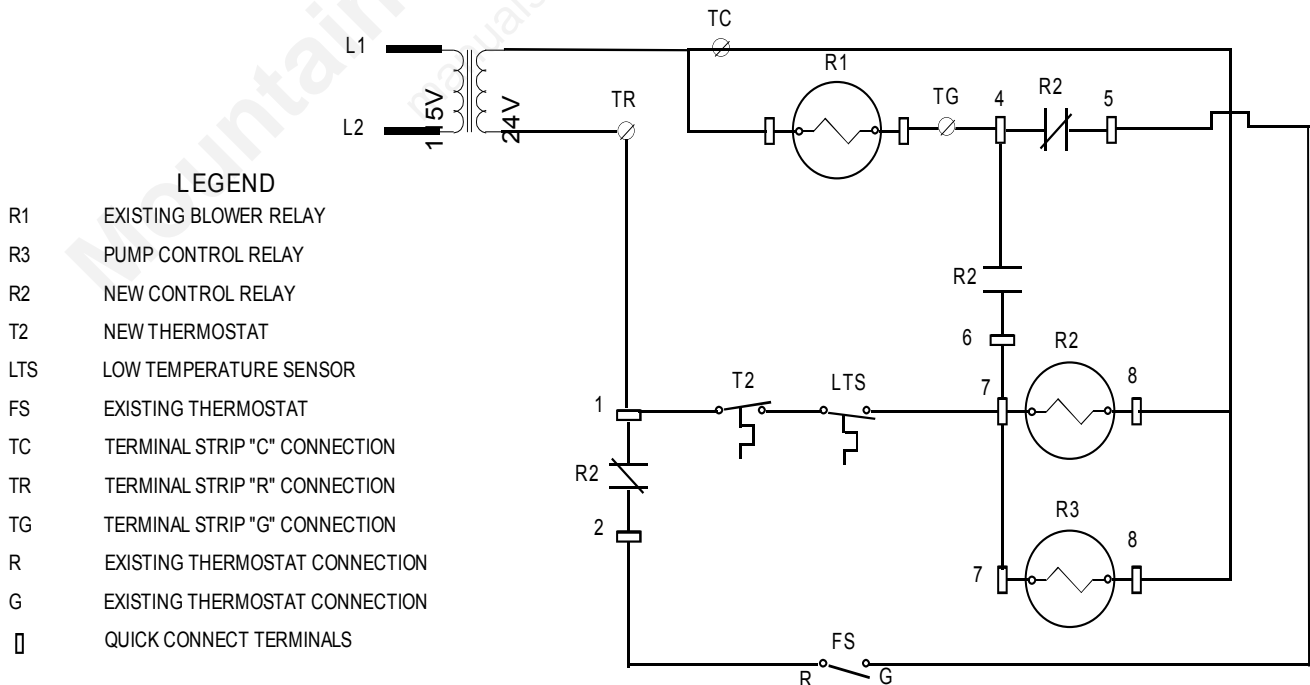 TC
L1
R1
TR
TG
4
R2
5
L2
115V
24V
LEGEND
R1 EXISTING BLOWER RELAY
R3 PUMP CONTROL RELAY
R2 NEW CONTROL RELAY
T2 NEW THERMOSTAT
LTS LOW TEMPERATURE SENSOR
FS EXISTING THERMOSTAT
TC TERMINAL STRIP "C" CONNECTION
TR TERMINAL STRIP "R" CONNECTION
TG TERMINAL STRIP "G" CONNECTION
R EXISTING THERMOSTAT CONNECTION
G EXISTING THERMOSTAT CONNECTION
QUICK CONNECT TERMINALS
R2
6
R2
1
T2
LTS
7
8
R2
2
R3
7
8
FS
R
G
Mountain
manuals